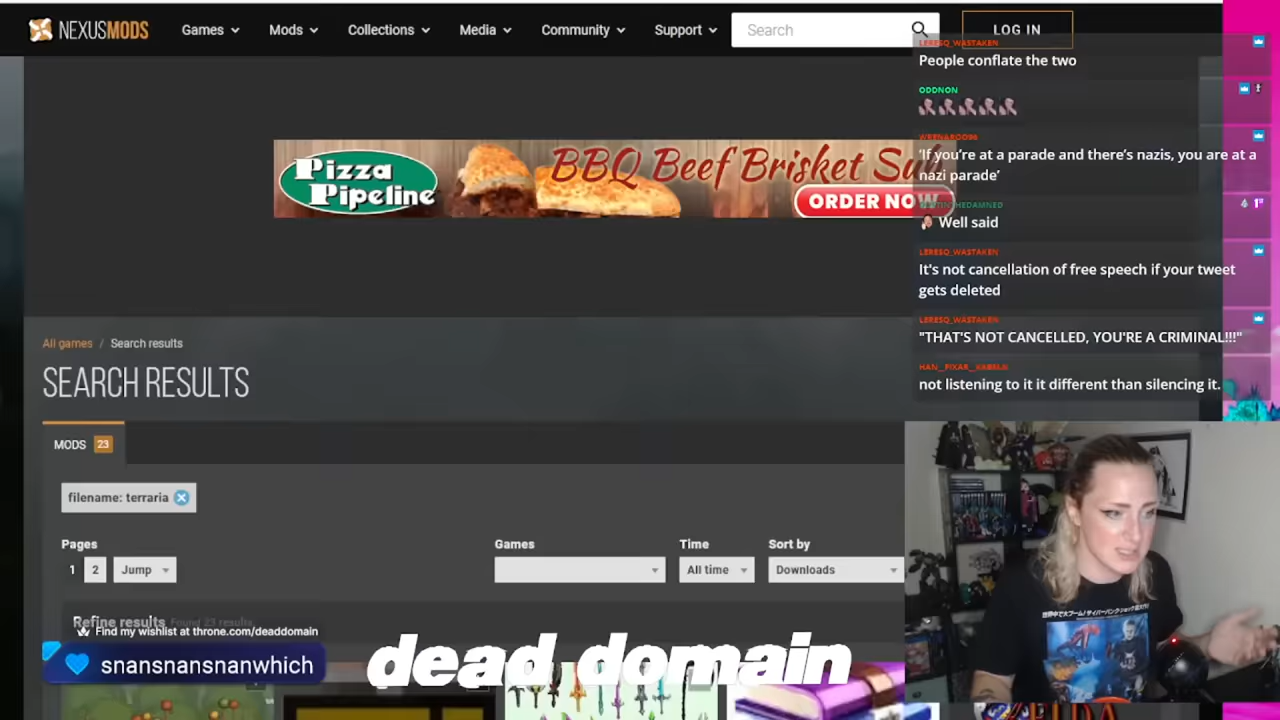 NEXUSMODS
Games
Mods
Collections
Media
Community
Support
Search
LOG IN
LERESQ_WASTAKEN
People conflate the two
ODDNON
'If you're at a parade and there's nazis, you are at a
nazi parade'
Well said
LERESQ_WASTAKEN
It's not cancellation of free speech if your tweet
gets deleted
LERESQ_WASTAKEN
"THAT'S NOT CANCELLED, YOU'RE A CRIMINAL!!!"
not listening to it it different than silencing it.
Pizza
Pipeline
BBQ Beef Brisket Sub
ORDER NOW
All games / Search results
SEARCH RESULTS
MODS 23
filename: terraria
Pages
1 2 Jump
Games
Time
All time
Sort by
Downloads
Refine results Found 23 results
Find my wishlist at throne.com/deaddomain
snansnansnanwhich
dead domain